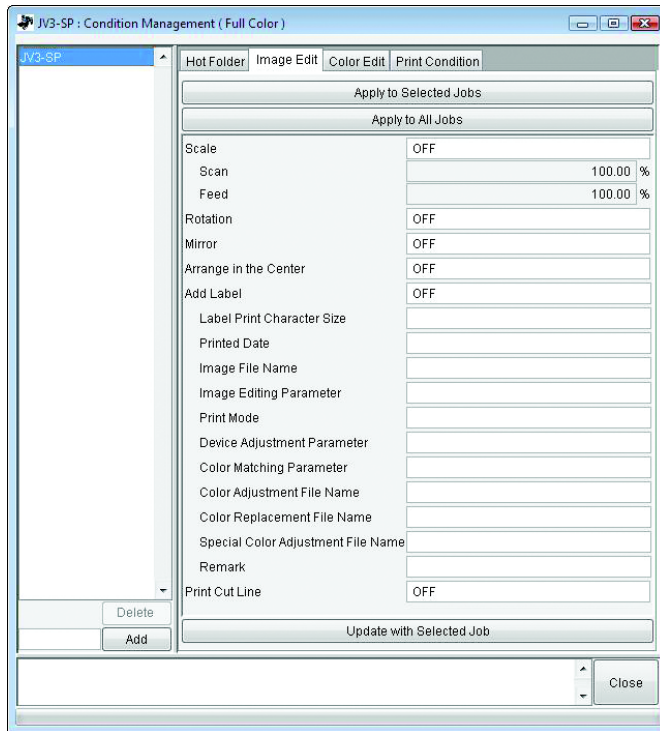 JV3-SP : Condition Management ( Full Color )
JV3-SP
Hot Folder Image Edit Color Edit Print Condition
Apply to Selected Jobs
Apply to All Jobs
Scale OFF
Scan 100.00 %
Feed 100.00 %
Rotation OFF
Mirror OFF
Arrange in the Center OFF
Add Label OFF
Label Print Character Size
Printed Date
Image File Name
Image Editing Parameter
Print Mode
Device Adjustment Parameter
Color Matching Parameter
Color Adjustment File Name
Color Replacement File Name
Special Color Adjustment File Name
Remark
Print Cut Line OFF
Delete
Add
Update with Selected Job
Close